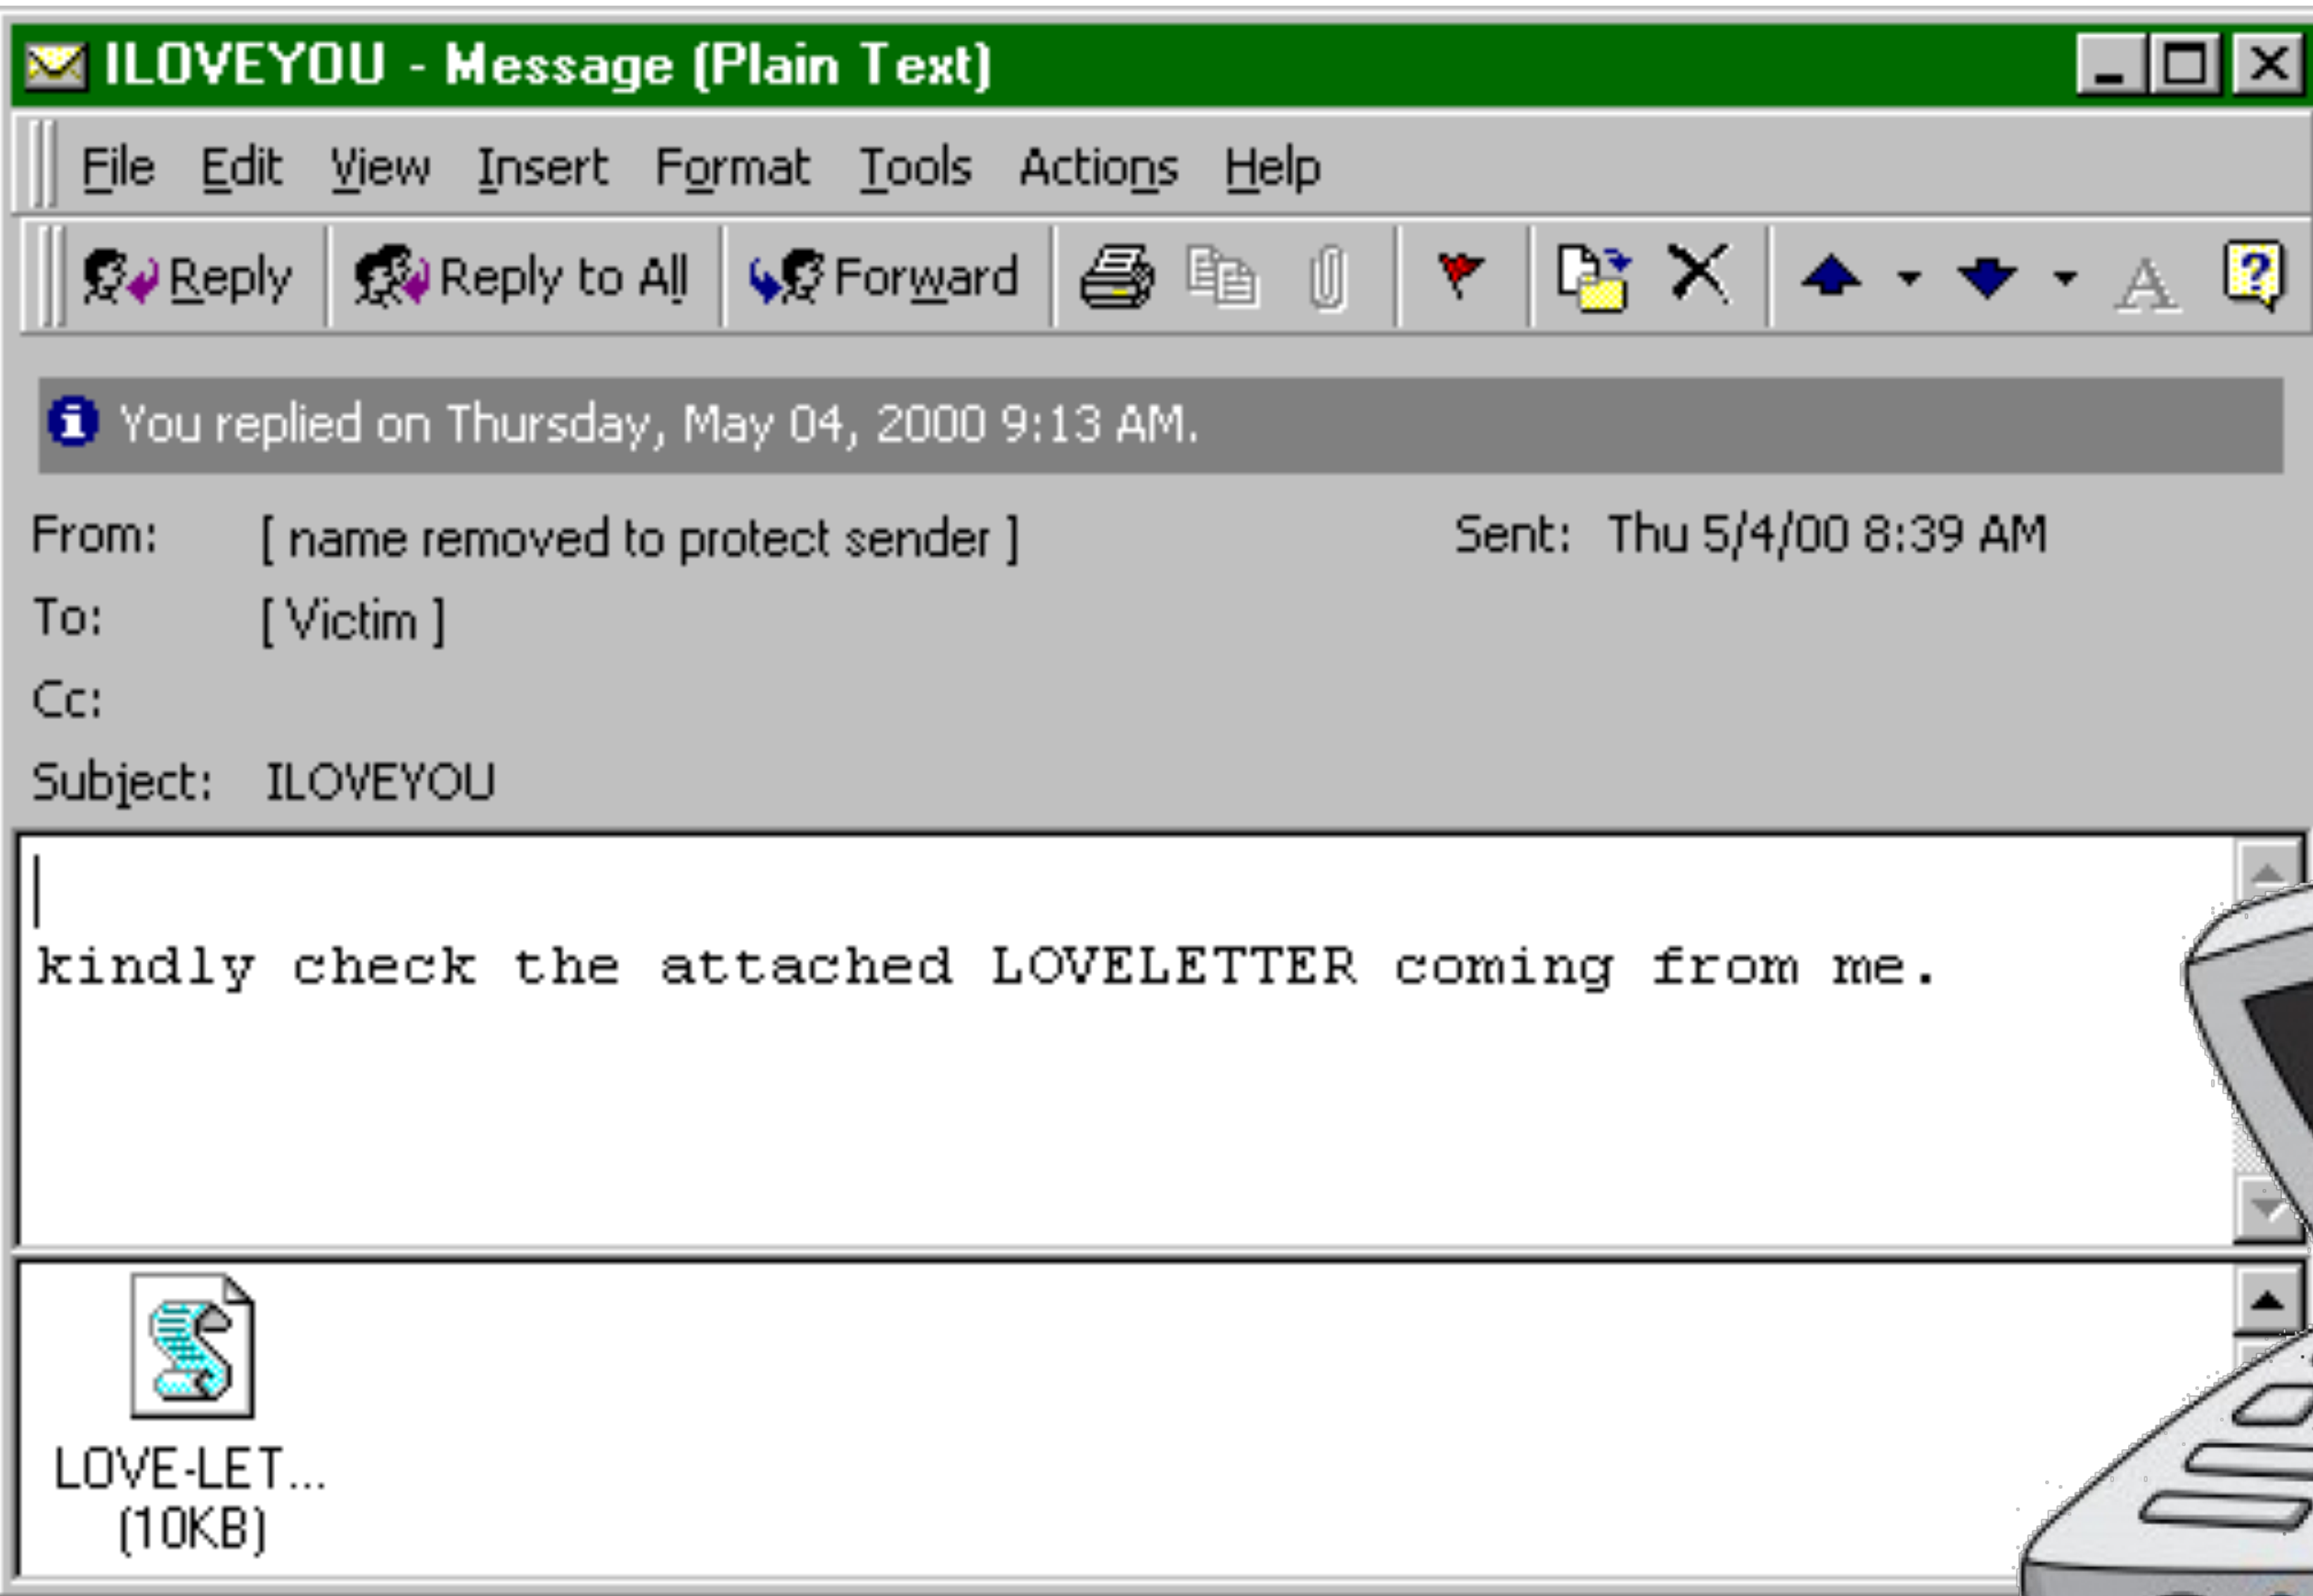 ILOVEYOU - Message (Plain Text)
File Edit View Insert Format Tools Actions Help
Reply Reply to All Forward A ?
You replied on Thursday, May 04, 2000 9:13 AM.
From: [ name removed to protect sender ] Sent: Thu 5/4/00 8:39 AM
To: [ Victim ]
Cc:
Subject: ILOVEYOU
kindly check the attached LOVELETTER coming from me.
LOVE-LET...
(10KB)